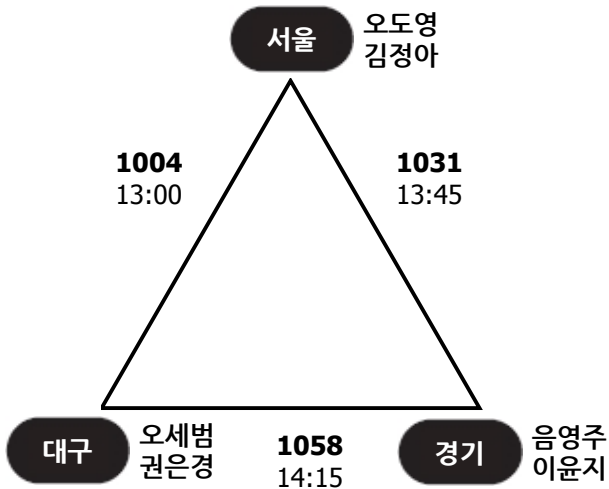 서울
오도영
김정아
1004
13:00
1031
13:45
대구
오세범
권은경
1058
14:15
경기
음영주
이윤지